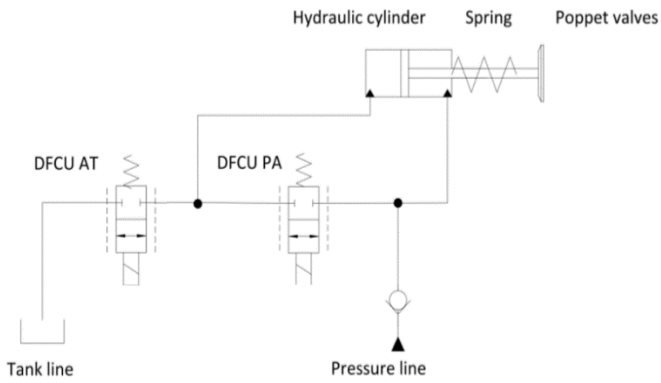 Hydraulic cylinder
Spring
Poppet valves
DFCU AT
DFCU PA
Tank line
Pressure line